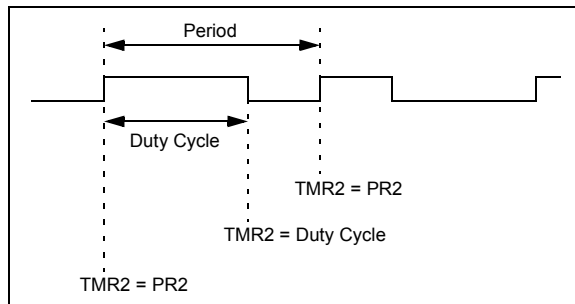 Period
Duty Cycle
TMR2 = PR2
TMR2 = Duty Cycle
TMR2 = PR2